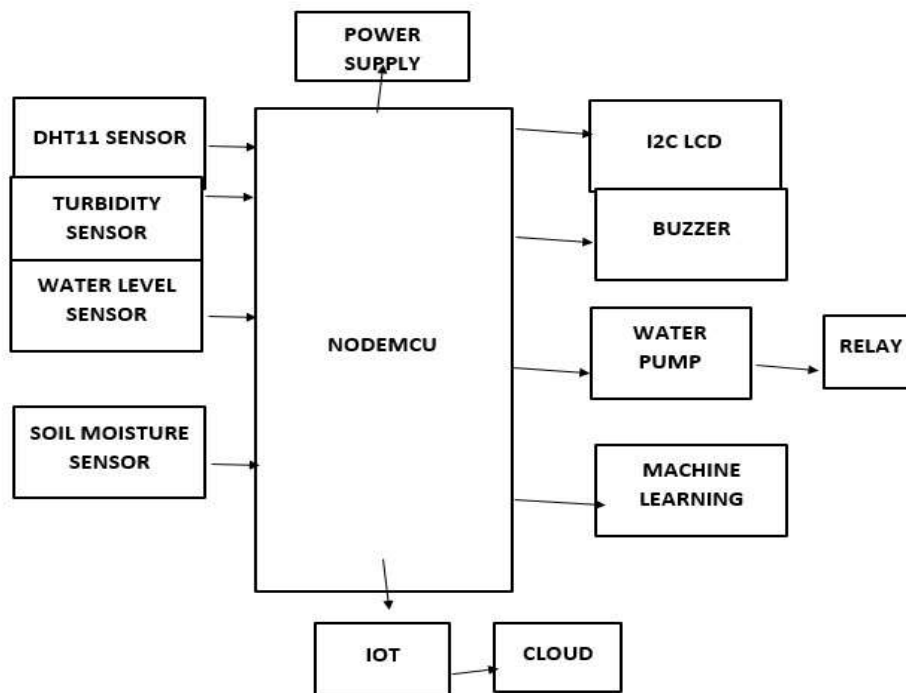 POWER
SUPPLY
DHT11 SENSOR
TURBIDITY
SENSOR
WATER LEVEL
SENSOR
SOIL MOISTURE
SENSOR
NODEMCU
I2C LCD
BUZZER
WATER
PUMP
RELAY
MACHINE
LEARNING
IOT
CLOUD